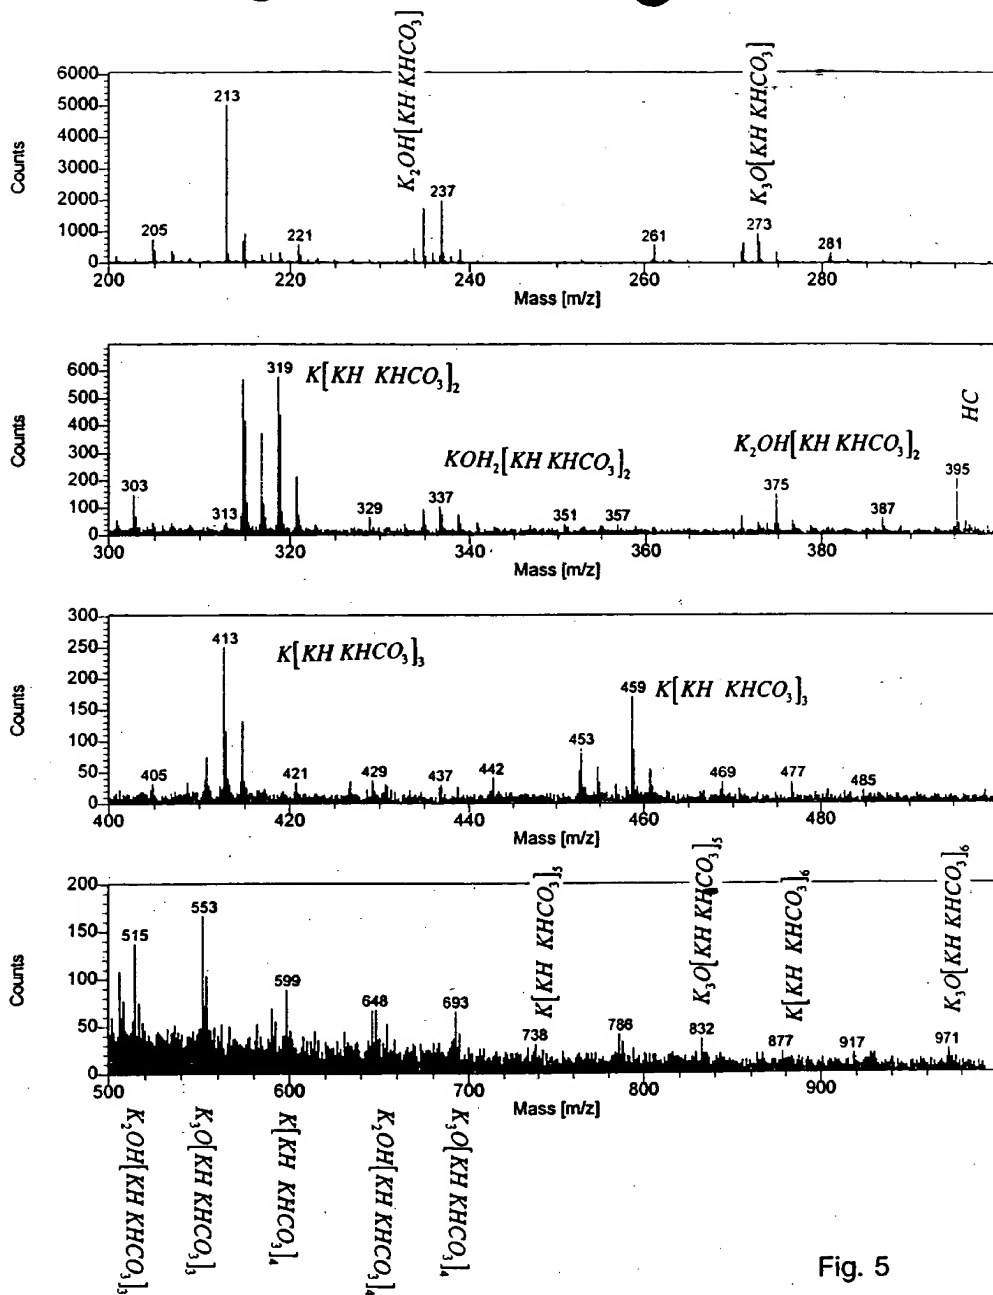 K₂OH[KH KHCO₃]
K₃O[KH KHCO₃]
Counts
6000
5000
4000
3000
2000
1000
0
205
213
221
237
261
273
281
200 220 240 260 280
Mass [m/z]
Counts
600
500
400
300
200
100
0
303
313
319
K[KH KHCO₃]₂
329
KOH₂[KH KHCO₃]₂
337
351
357
K₂OH[KH KHCO₃]₂
375
387
HC
395
300 320 340 360 380
Mass [m/z]
Counts
300
250
200
150
100
50
0
405
413
K[KH KHCO₃]₃
421
429
437
442
453
459
K[KH KHCO₃]₃
469
477
485
400 420 440 460 480
Mass [m/z]
Counts
200
150
100
50
0
515
553
599
648
693
K[KH KHCO₃]₅
738
786
K₃O[KH KHCO₃]₅
832
K[KH KHCO₃]₆
877
917
K₃O[KH KHCO₃]₆
971
500 600 700 800 900
Mass [m/z]
K₂OH[KH KHCO₃]₃
K₃O[KH KHCO₃]₃
K[KH KHCO₃]₄
K₂OH[KH KHCO₃]₄
K₃O[KH KHCO₃]₄
Fig. 5